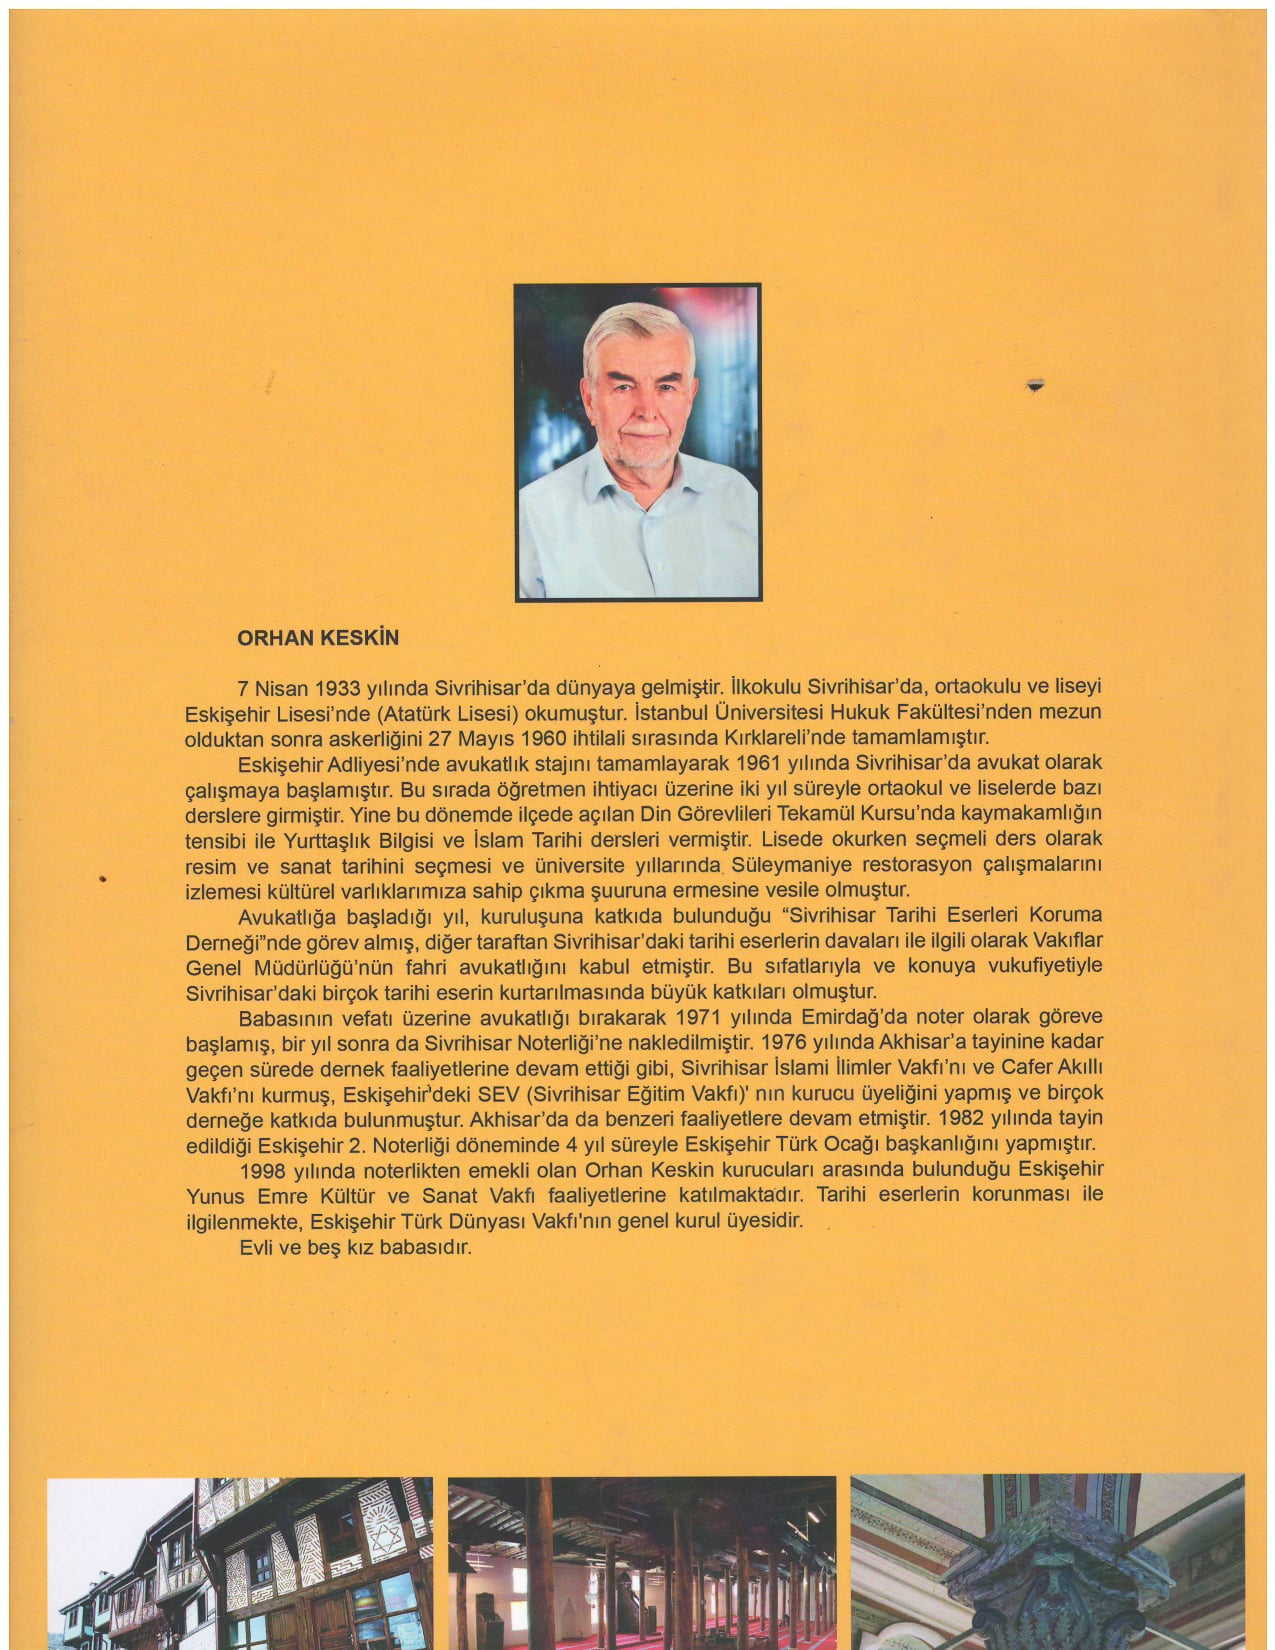 ORHAN KESKİN
7 Nisan 1933 yılında Sivrihisar’da dünyaya gelmiştir. İlkokulu Sivrihisar’da, ortaokulu ve liseyi
Eskişehir Lisesi’nde (Atatürk Lisesi) okumuştur. İstanbul Üniversitesi Hukuk Fakültesi’nden mezun
olduktan sonra askerliğini 27 Mayıs 1960 ihtilali sırasında Kırklareli’nde tamamlamıştır.
Eskişehir Adliyesi’nde avukatlık stajını tamamlayarak 1961 yılında Sivrihisar’da avukat olarak
çalışmaya başlamıştır. Bu sırada öğretmen ihtiyacı üzerine iki yıl süreyle ortaokul ve liselerde bazı
derslere girmiştir. Yine bu dönemde ilçede açılan Din Görevlileri Tekamül Kursu’nda kaymakamlığın
tensibi ile Yurttaşlık Bilgisi ve İslam Tarihi dersleri vermiştir. Lisede okurken seçmeli ders olarak
resim ve sanat tarihini seçmesi ve üniversite yıllarında Süleymaniye restorasyon çalışmalarını
izlemesi kültürel varlıklarımıza sahip çıkma şuuruna ermesine vesile olmuştur.
Avukatlığa başladığı yıl, kuruluşuna katkıda bulunduğu “Sivrihisar Tarihi Eserleri Koruma
Derneği”nde görev almış, diğer taraftan Sivrihisar’daki tarihi eserlerin davaları ile ilgili olarak Vakıflar
Genel Müdürlüğü’nün fahri avukatlığını kabul etmiştir. Bu sıfatlarıyla ve konuya vukufiyetiyle
Sivrihisar’daki birçok tarihi eserin kurtarılmasında büyük katkıları olmuştur.
Babasının vefatı üzerine avukatlığı bırakarak 1971 yılında Emirdağ’da noter olarak göreve
başlamış, bir yıl sonra da Sivrihisar Noterliği’ne nakledilmiştir. 1976 yılında Akhisar’a tayinine kadar
geçen sürede dernek faaliyetlerine devam ettiği gibi, Sivrihisar İslami İlimler Vakfı’nı ve Cafer Akıllı
Vakfı’nı kurmuş, Eskişehir'deki SEV (Sivrihisar Eğitim Vakfı)' nın kurucu üyeliğini yapmış ve birçok
derneğe katkıda bulunmuştur. Akhisar’da da benzeri faaliyetlere devam etmiştir. 1982 yılında tayin
edildiği Eskişehir 2. Noterliği döneminde 4 yıl süreyle Eskişehir Türk Ocağı başkanlığını yapmıştır.
1998 yılında noterlikten emekli olan Orhan Keskin kurucuları arasında bulunduğu Eskişehir
Yunus Emre Kültür ve Sanat Vakfı faaliyetlerine katılmaktadır. Tarihi eserlerin korunması ile
ilgilenmekte, Eskişehir Türk Dünyası Vakfı'nın genel kurul üyesidir.
Evli ve beş kız babasıdır.